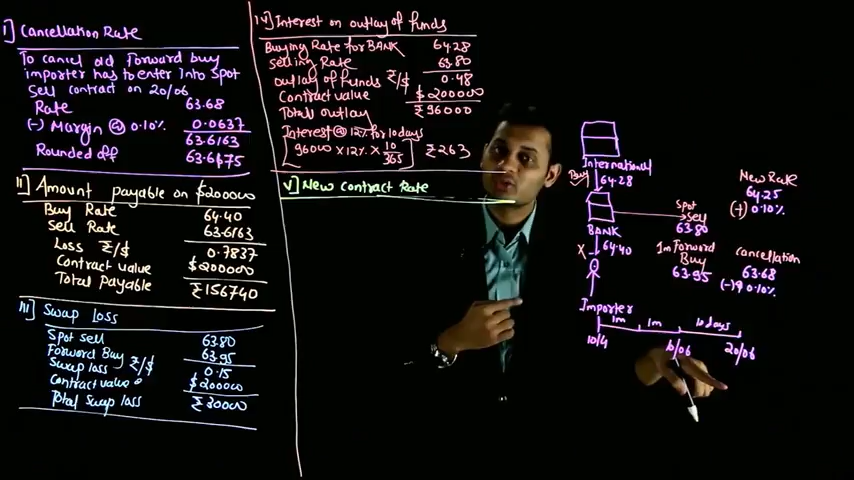 I] Cancellation Rate
To cancel old Forward buy
importer has to enter Into Spot
Sell contract on 20/06
Rate 63.68
(-) Margin @ 0.10% 0.0637
63.6163
Rounded off 63.6175
II] Amount payable on $200000
Buy Rate 64.40
Sell Rate 63.6163
Loss ₹/$ 0.7837
Contract value $200000
Total payable ₹156740
III] Swap Loss
Spot sell 63.80
Forward Buy 63.95
Swap loss ₹/$ 0.15
Contract value $200000
Total swap loss ₹30000
IV] Interest on outlay of funds
Buying Rate for BANK 64.28
selling Rate 63.80
outlay of funds ₹/$ 0.48
Contract value $200000
Total outlay ₹96000
Interest @ 12% for 10 days
96000 × 12% × 10/365 ₹263
V] New Contract Rate
International
Buy 64.28
BANK
X 64.40
Importer
Spot
Sell
63.80
1m Forward
Buy
63.95
New Rate
64.25
(+) 0.10%
Cancellation
63.68
(-) 0.10%
1m 1m 10 days
10/4 10/06 20/06